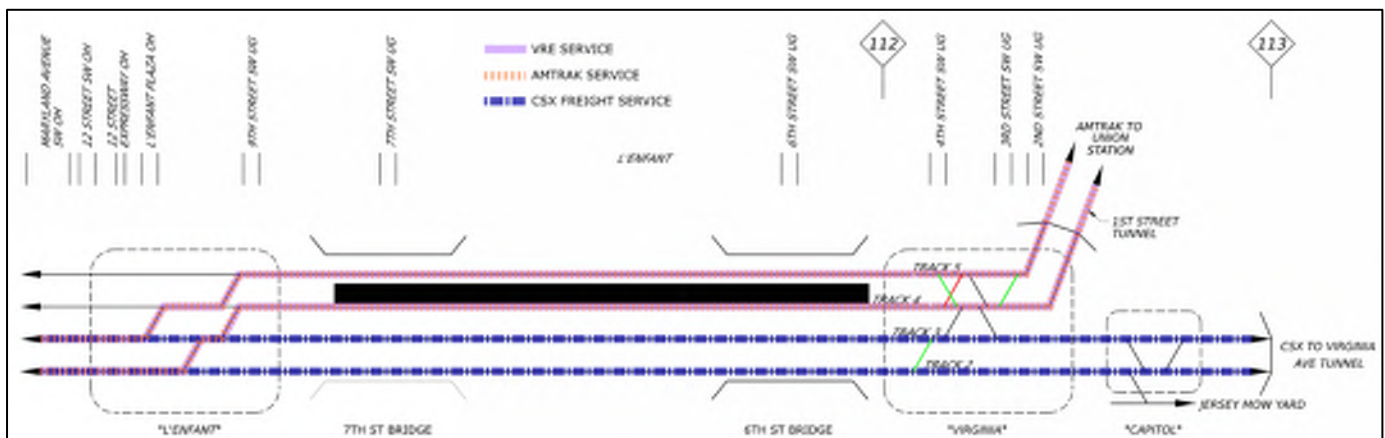 MARYLAND AVENUE
SW OH
12 STREET SW OH
12 STREET
EXPRESSWAY OH
L'ENFANT PLAZA OH
9TH STREET SW UG
7TH STREET SW UG
VRE SERVICE
AMTRAK SERVICE
CSX FREIGHT SERVICE
L'ENFANT
6TH STREET SW UG
112
4TH STREET SW UG
3RD STREET SW UG
2ND STREET SW UG
113
AMTRAK TO
UNION
STATION
1ST STREET
TUNNEL
TRACK 5
TRACK 4
TRACK 3
TRACK 2
CSX TO VIRGINIA
AVE TUNNEL
JERSEY MOW YARD
"L'ENFANT"
7TH ST BRIDGE
6TH ST BRIDGE
"VIRGINIA"
"CAPITOL"